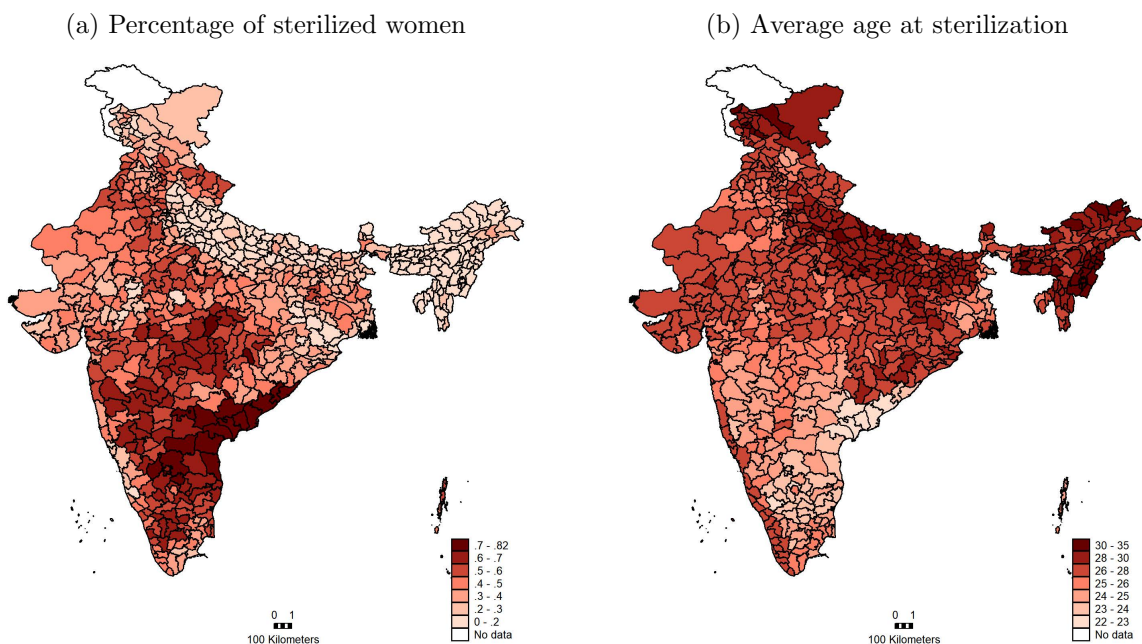 (a) Percentage of sterilized women
(b) Average age at sterilization
.7 - .82
.6 - .7
.5 - .6
.4 - .5
.3 - .4
.2 - .3
0 - .2
No data
0 1
100 Kilometers
30 - 35
28 - 30
26 - 28
25 - 26
24 - 25
23 - 24
22 - 23
No data
0 1
100 Kilometers